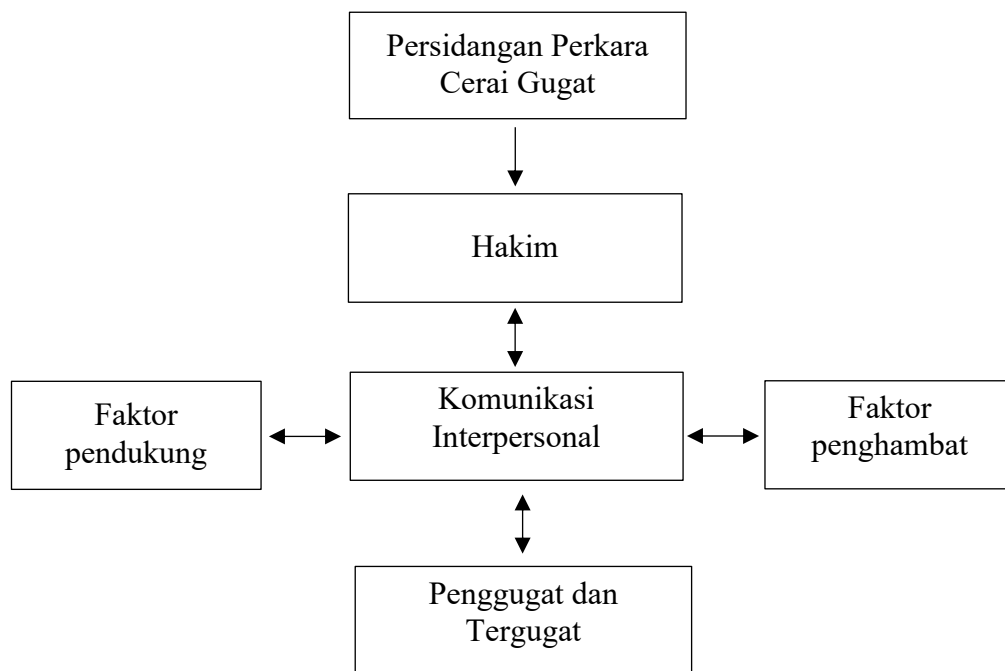 Persidangan Perkara
Cerai Gugat
Hakim
Faktor
pendukung
Komunikasi
Interpersonal
Faktor
penghambat
Penggugat dan
Tergugat